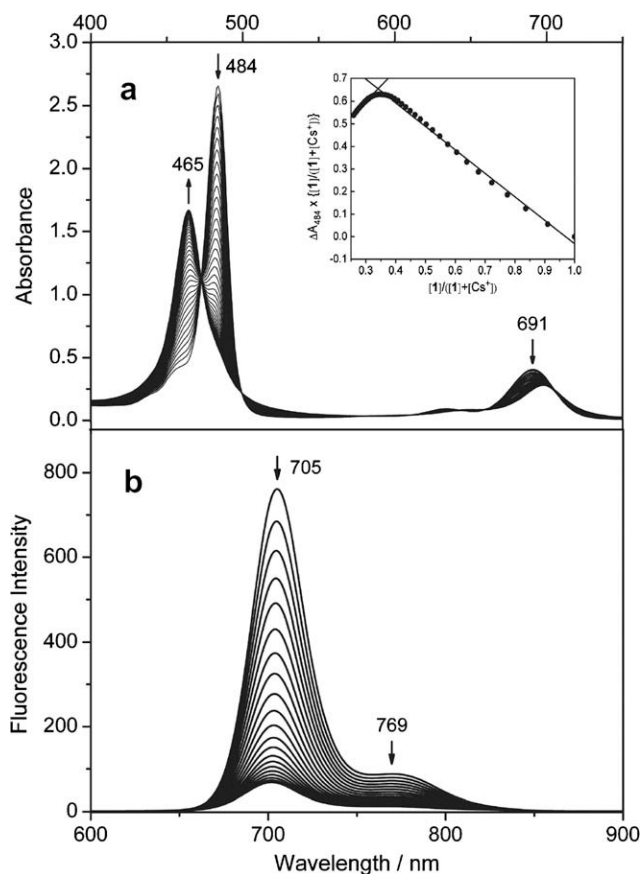 400 500 600 700
3.0
a
484
2.5
465
2.0
1.5
1.0
0.5
0.0
Absorbance
0.7
0.6
0.5
0.4
0.3
0.2
0.1
0.0
-0.1
ΔA484 x {[1]/([1]+[Cs+])}
0.3 0.4 0.5 0.6 0.7 0.8 0.9 1.0
[1]/([1]+[Cs+])
691
b
705
769
800
600
400
200
0
Fluorescence Intensity
600 700 800 900
Wavelength / nm